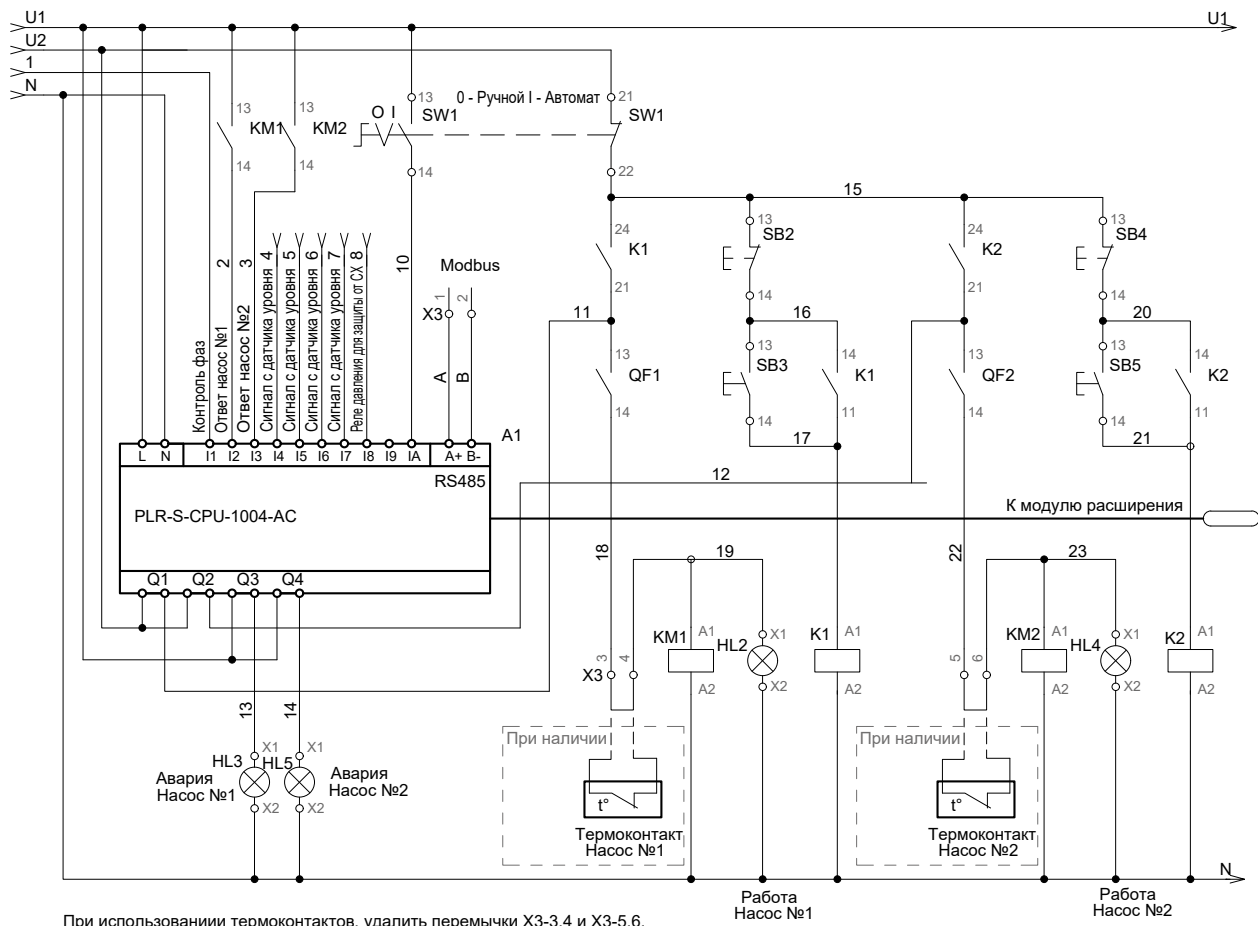 U1
U1
U2
1
N
13
KM1
14
13
KM2
14
O I
13
SW1
14
0 - Ручной I - Автомат
21
SW1
22
15
24
K1
21
13
SB2
14
24
K2
21
13
SB4
14
2
3
Сигнал с датчика уровня 4
Сигнал с датчика уровня 5
Сигнал с датчика уровня 6
Сигнал с датчика уровня 7
Реле давления для защиты от СХ 8
10
Контроль фаз
Ответ насос №1
Ответ насос №2
Modbus
X3
1
2
A
B
11
16
20
13
QF1
14
13
SB3
14
14
K1
11
13
QF2
14
13
SB5
14
14
K2
11
17
21
A1
L
N
I1
I2
I3
I4
I5
I6
I7
I8
I9
IA
A+
B-
RS485
PLR-S-CPU-1004-AC
12
К модулю расширения
Q1
Q2
Q3
Q4
18
19
22
23
3
4
X3
KM1
A1
A2
HL2
X1
X2
K1
A1
A2
5
6
KM2
A1
A2
HL4
X1
X2
K2
A1
A2
13
14
HL3
X1
X2
HL5
X1
X2
Авария
Насос №1
Авария
Насос №2
При наличии
t°
Термоконтакт
Насос №1
При наличии
t°
Термоконтакт
Насос №2
N
Работа
Насос №1
Работа
Насос №2
При использованиии термоконтактов, удалить перемычки X3-3,4 и X3-5,6.